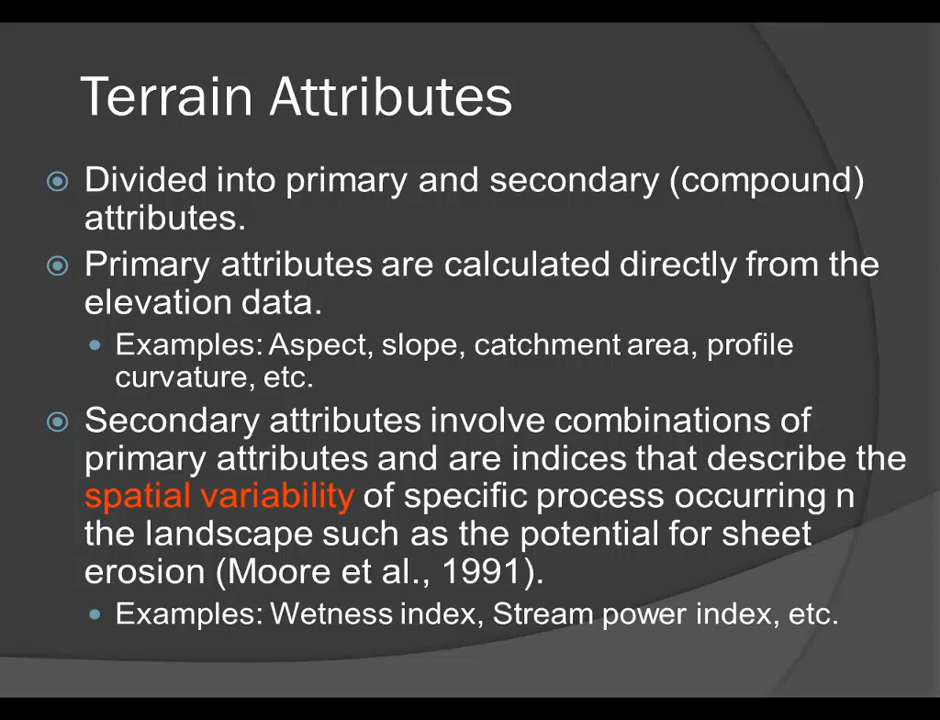 Terrain Attributes
Divided into primary and secondary (compound)
attributes.
Primary attributes are calculated directly from the
elevation data.
Examples: Aspect, slope, catchment area, profile
curvature, etc.
Secondary attributes involve combinations of
primary attributes and are indices that describe the
spatial variability of specific process occurring n
the landscape such as the potential for sheet
erosion (Moore et al., 1991).
Examples: Wetness index, Stream power index, etc.